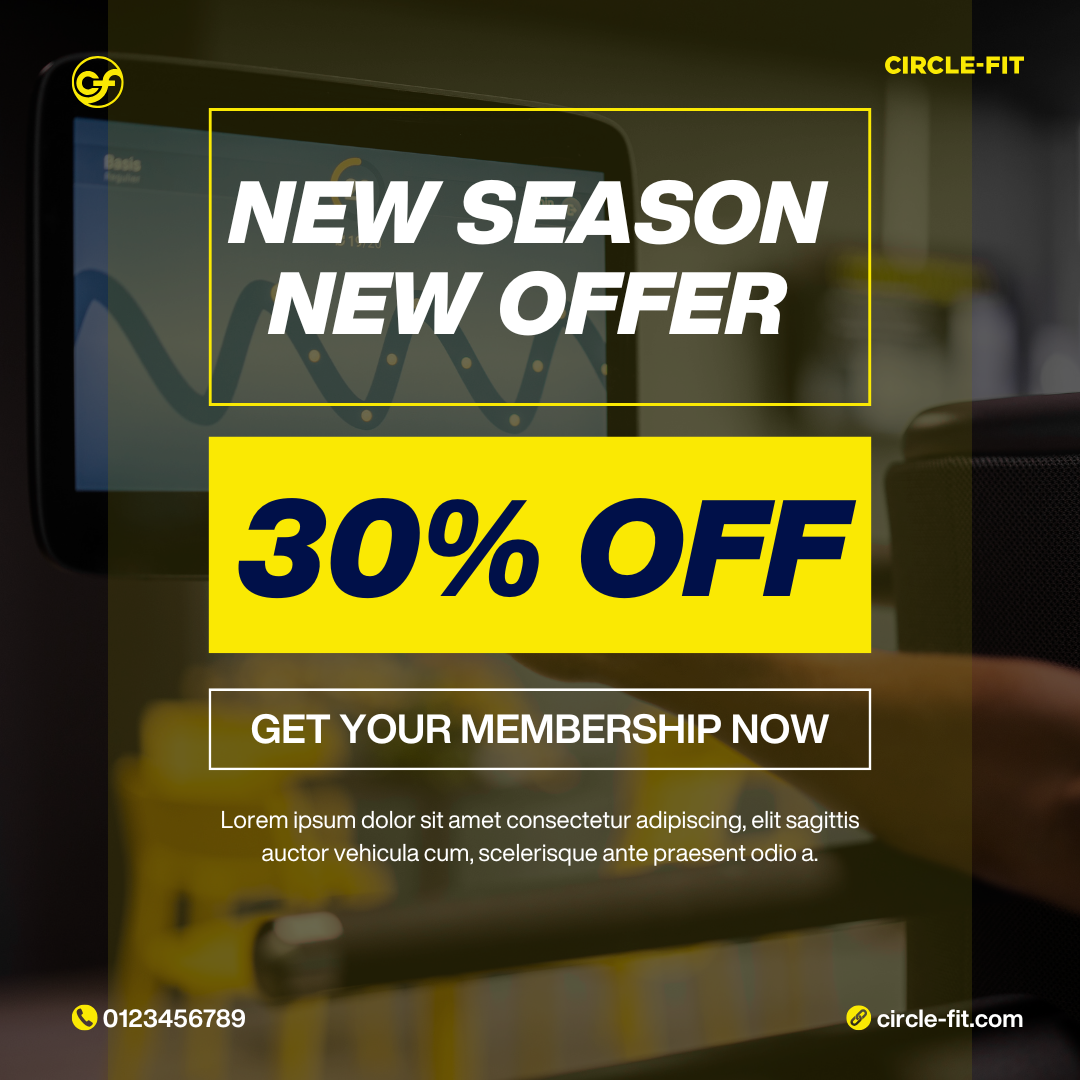 CIRCLE-FIT
Basis
NEW SEASON
NEW OFFER
30% OFF
GET YOUR MEMBERSHIP NOW
Lorem ipsum dolor sit amet consectetur adipiscing, elit sagittis
auctor vehicula cum, scelerisque ante praesent odio a.
0123456789
circle-fit.com